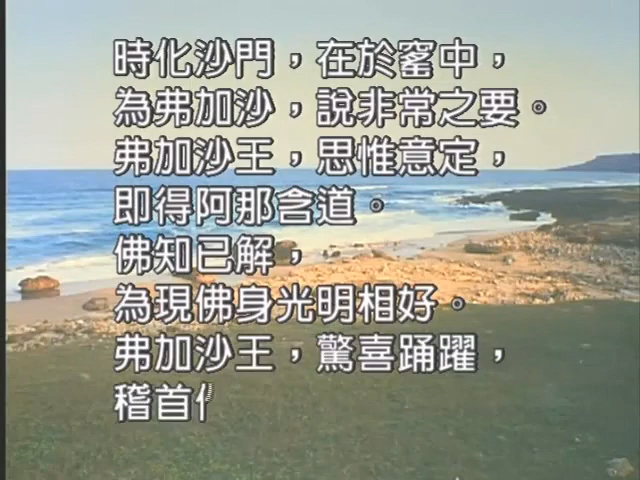 時化沙門，在於窰中，
為弗加沙，說非常之要。
弗加沙王，思惟意定，
即得阿那含道。
佛知已解，
為現佛身光明相好。
弗加沙王，驚喜踊躍，
稽首